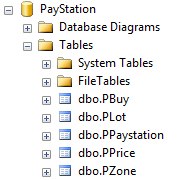 PayStation
Database Diagrams
Tables
System Tables
FileTables
dbo.PBuy
dbo.PLot
dbo.PPaystation
dbo.PPrice
dbo.PZone